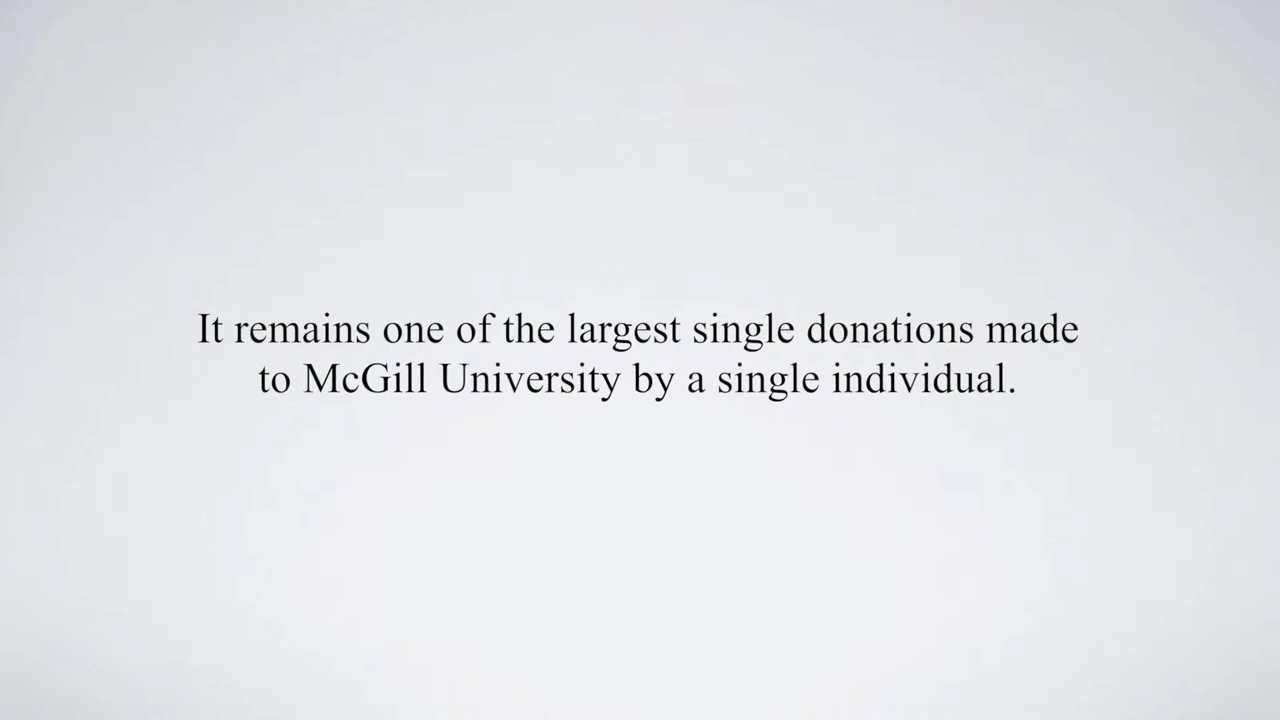 It remains one of the largest single donations made
to McGill University by a single individual.